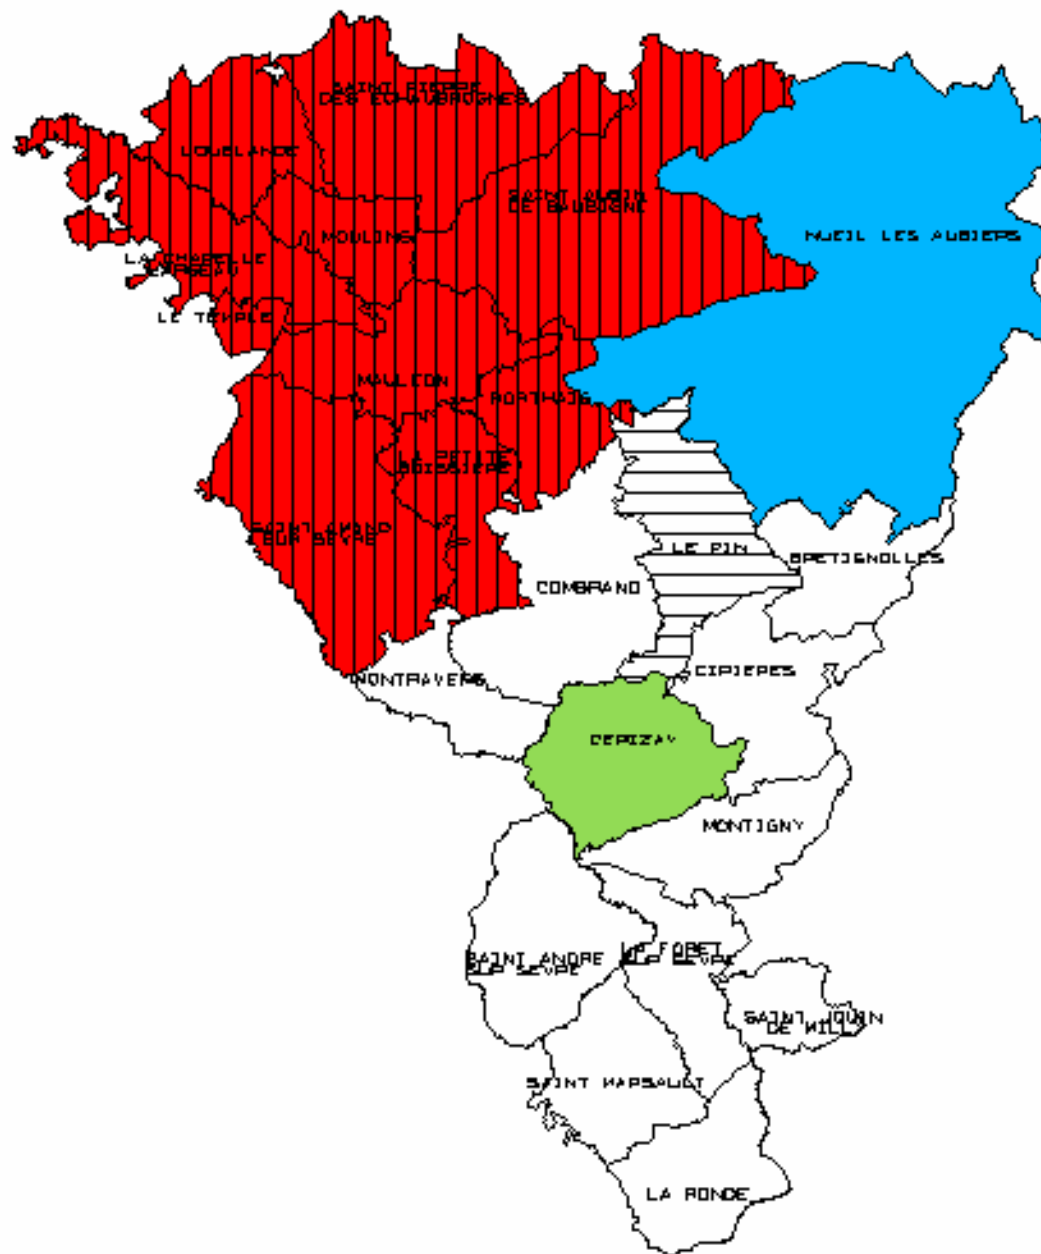 SAINT PIERRE
DES ECHAUBROGNES
LOUBLANDE
SAINT AUBIN
DE BAUBIGNE
MOULINS
NUEIL LES AUBIERS
LA CHAPELLE
LARGEAU
LE TEMPLE
MAULEON
RORTHAIS
LA PETITE
BOISSIERE
SAINT AMAND
SUR SEVRE
LE PIN
BRETIGNOLLES
COMBRAND
CIRIERES
MONTRAVERS
CERIZAY
MONTIGNY
LA FORET
SUR SEVRE
SAINT ANDRE
SUR SEVRE
SAINT JOUIN
DE MILLY
SAINT MARSAULT
LA RONDE